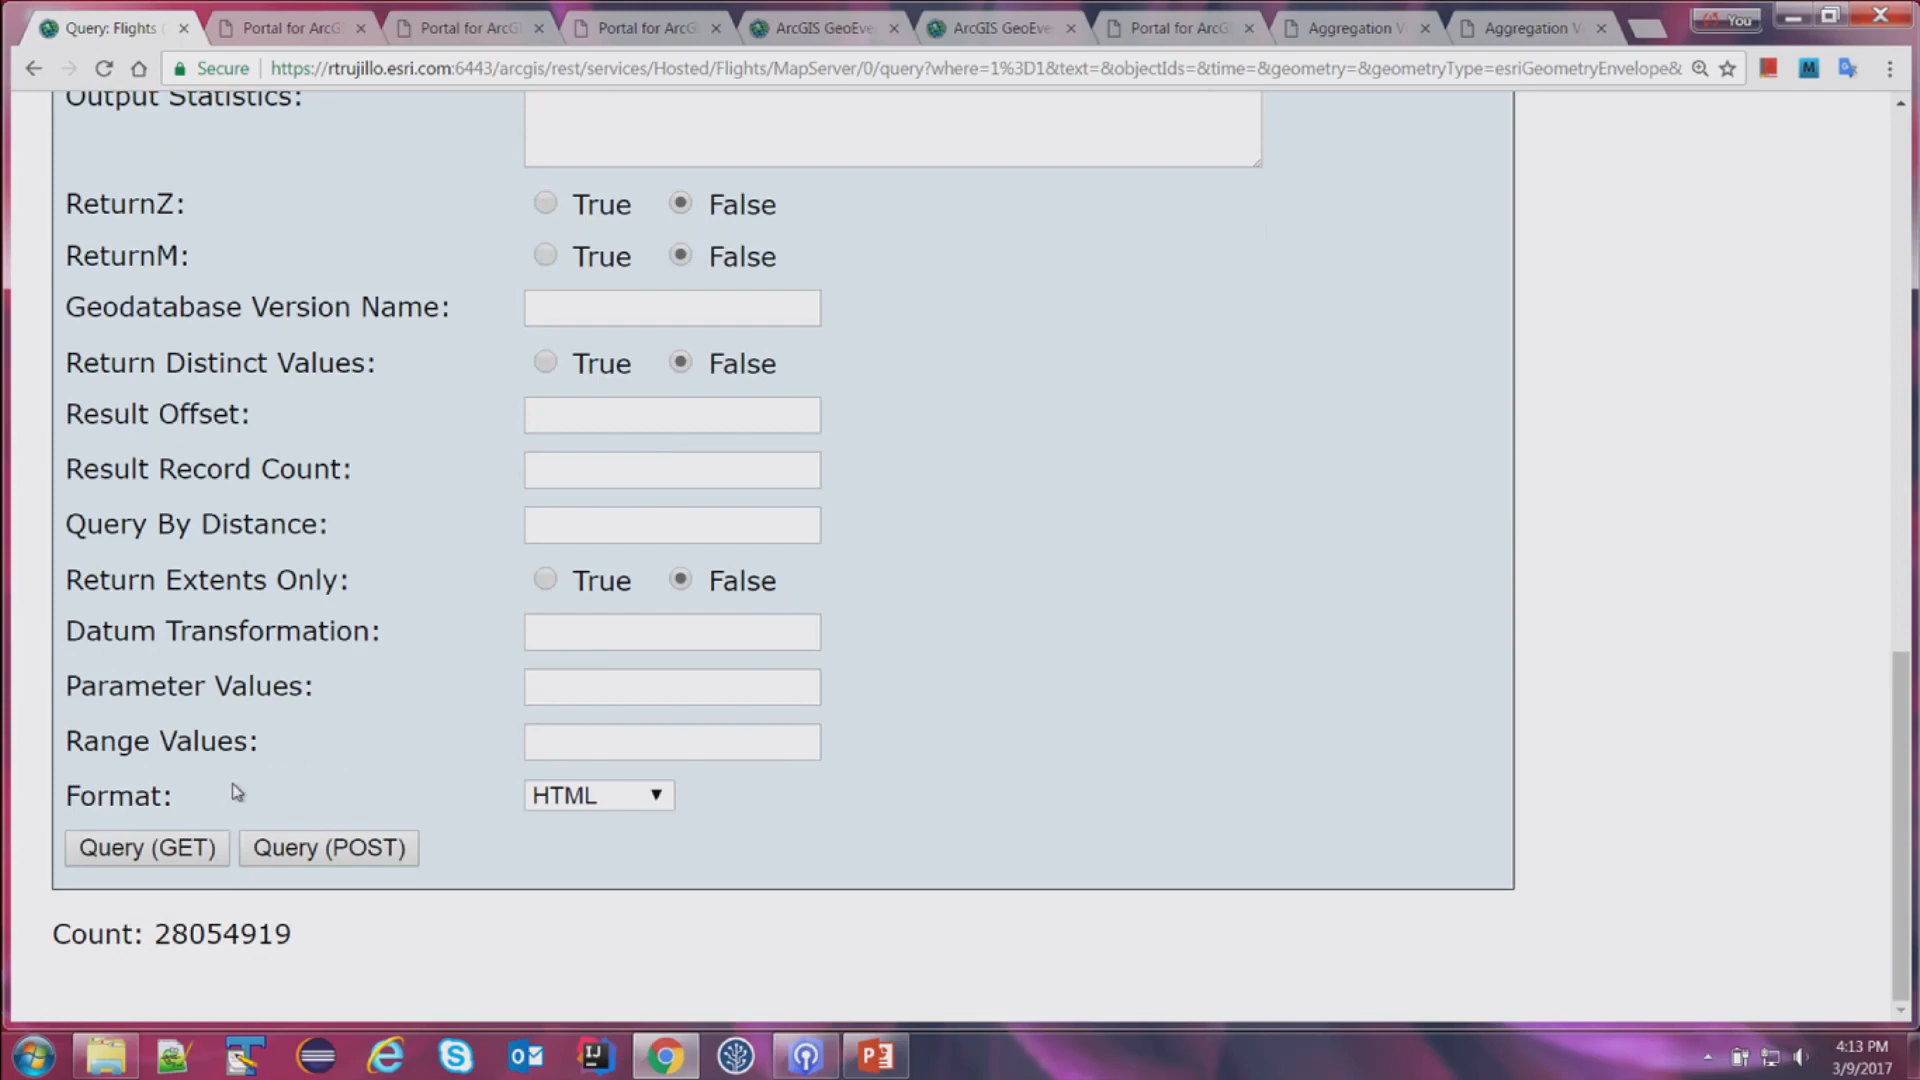 Query: Flights
Portal for ArcG
Portal for ArcG
Portal for ArcG
ArcGIS GeoEve
ArcGIS GeoEve
Portal for ArcG
Aggregation V
Aggregation V
You
Secure | https://rtrujillo.esri.com:6443/arcgis/rest/services/Hosted/Flights/MapServer/0/query?where=1%3D1&text=&objectIds=&time=&geometry=&geometryType=esriGeometryEnvelope&
Output Statistics:
ReturnZ: True False
ReturnM: True False
Geodatabase Version Name:
Return Distinct Values: True False
Result Offset:
Result Record Count:
Query By Distance:
Return Extents Only: True False
Datum Transformation:
Parameter Values:
Range Values:
Format: HTML
Query (GET) Query (POST)
Count: 28054919
4:13 PM
3/9/2017